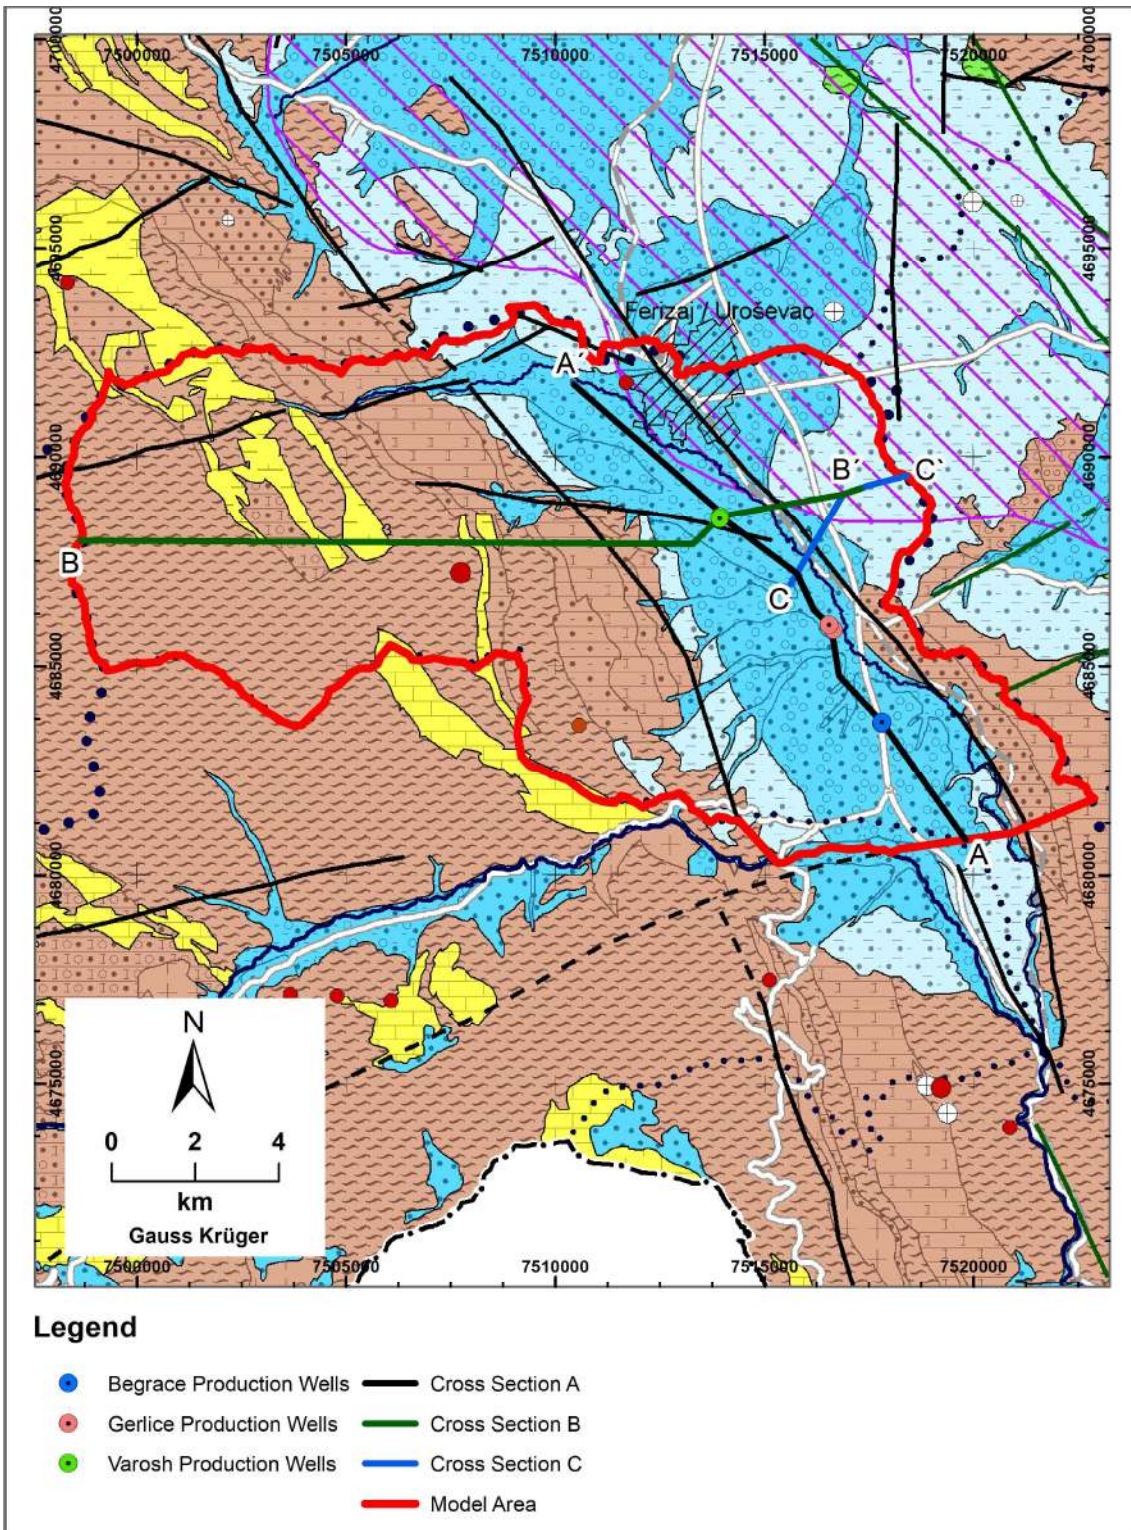 7500000 7505000 7510000 7515000 7520000
4700000 4700000
4695000 4695000
Ferizaj / Uroševac
A´
4690000 4690000
B´ C`
B
C
4685000 4685000
A
4680000 4680000
N
4675000 4675000
0 2 4
km
Gauss Krüger
7500000 7505000 7510000 7515000 7520000
Legend
Begrace Production Wells Cross Section A
Gerlice Production Wells Cross Section B
Varosh Production Wells Cross Section C
Model Area